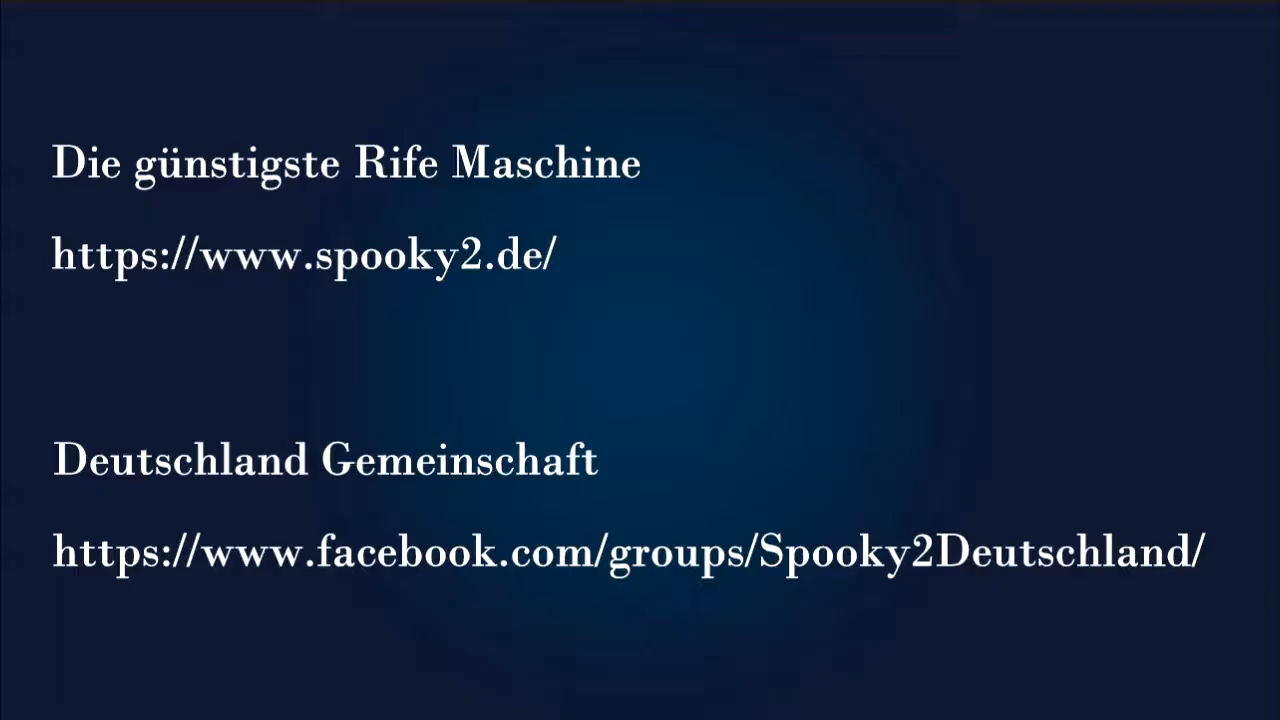 Die günstigste Rife Maschine
https://www.spooky2.de/
Deutschland Gemeinschaft
https://www.facebook.com/groups/Spooky2Deutschland/